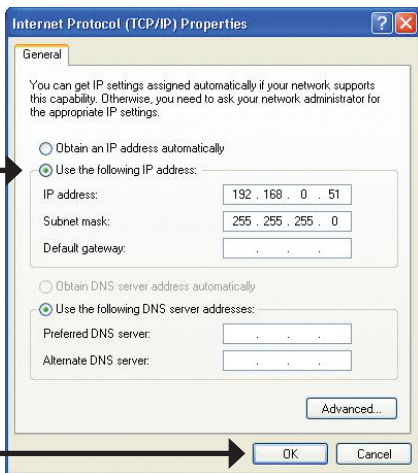 Internet Protocol (TCP/IP) Properties
General
You can get IP settings assigned automatically if your network supports
this capability. Otherwise, you need to ask your network administrator for
the appropriate IP settings.
Obtain an IP address automatically
Use the following IP address:
IP address: 192 . 168 . 0 . 51
Subnet mask: 255 . 255 . 255 . 0
Default gateway: . . .
Obtain DNS server address automatically
Use the following DNS server addresses:
Preferred DNS server: . . .
Alternate DNS server: . . .
Advanced...
OK Cancel